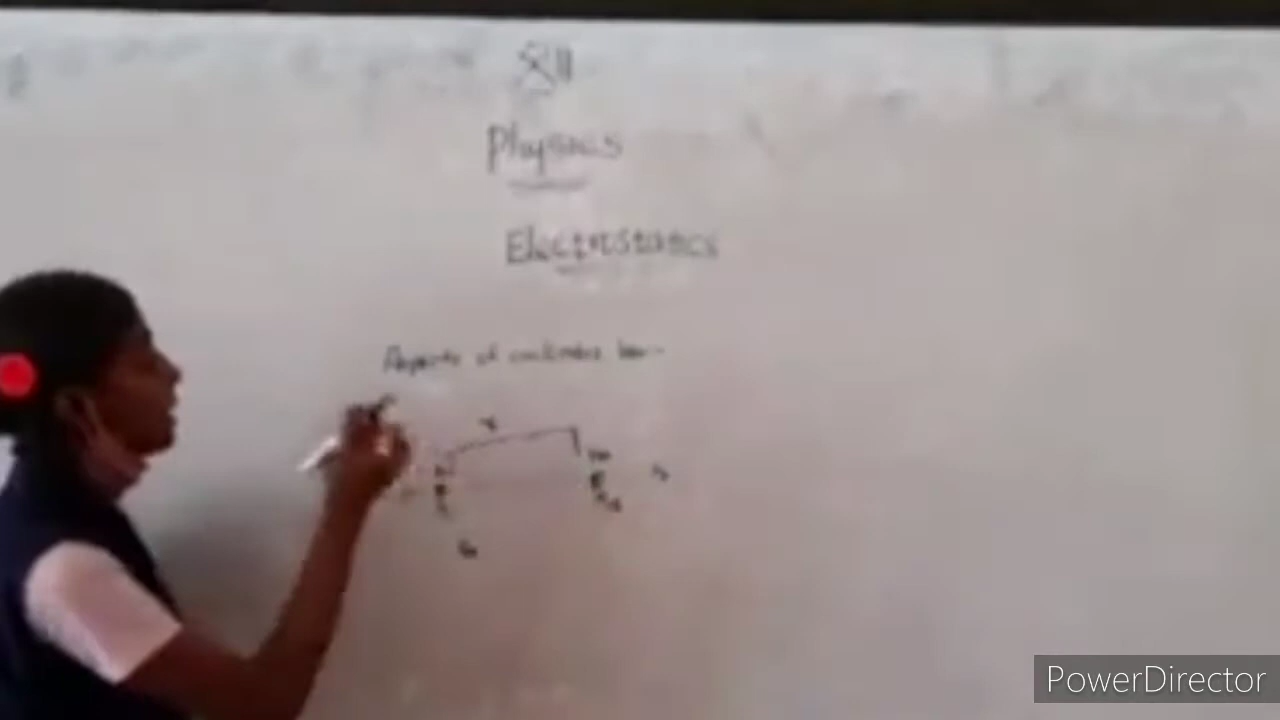 XII
Physics
Electrostatics
Aspects of coulombs law -
r
PowerDirector